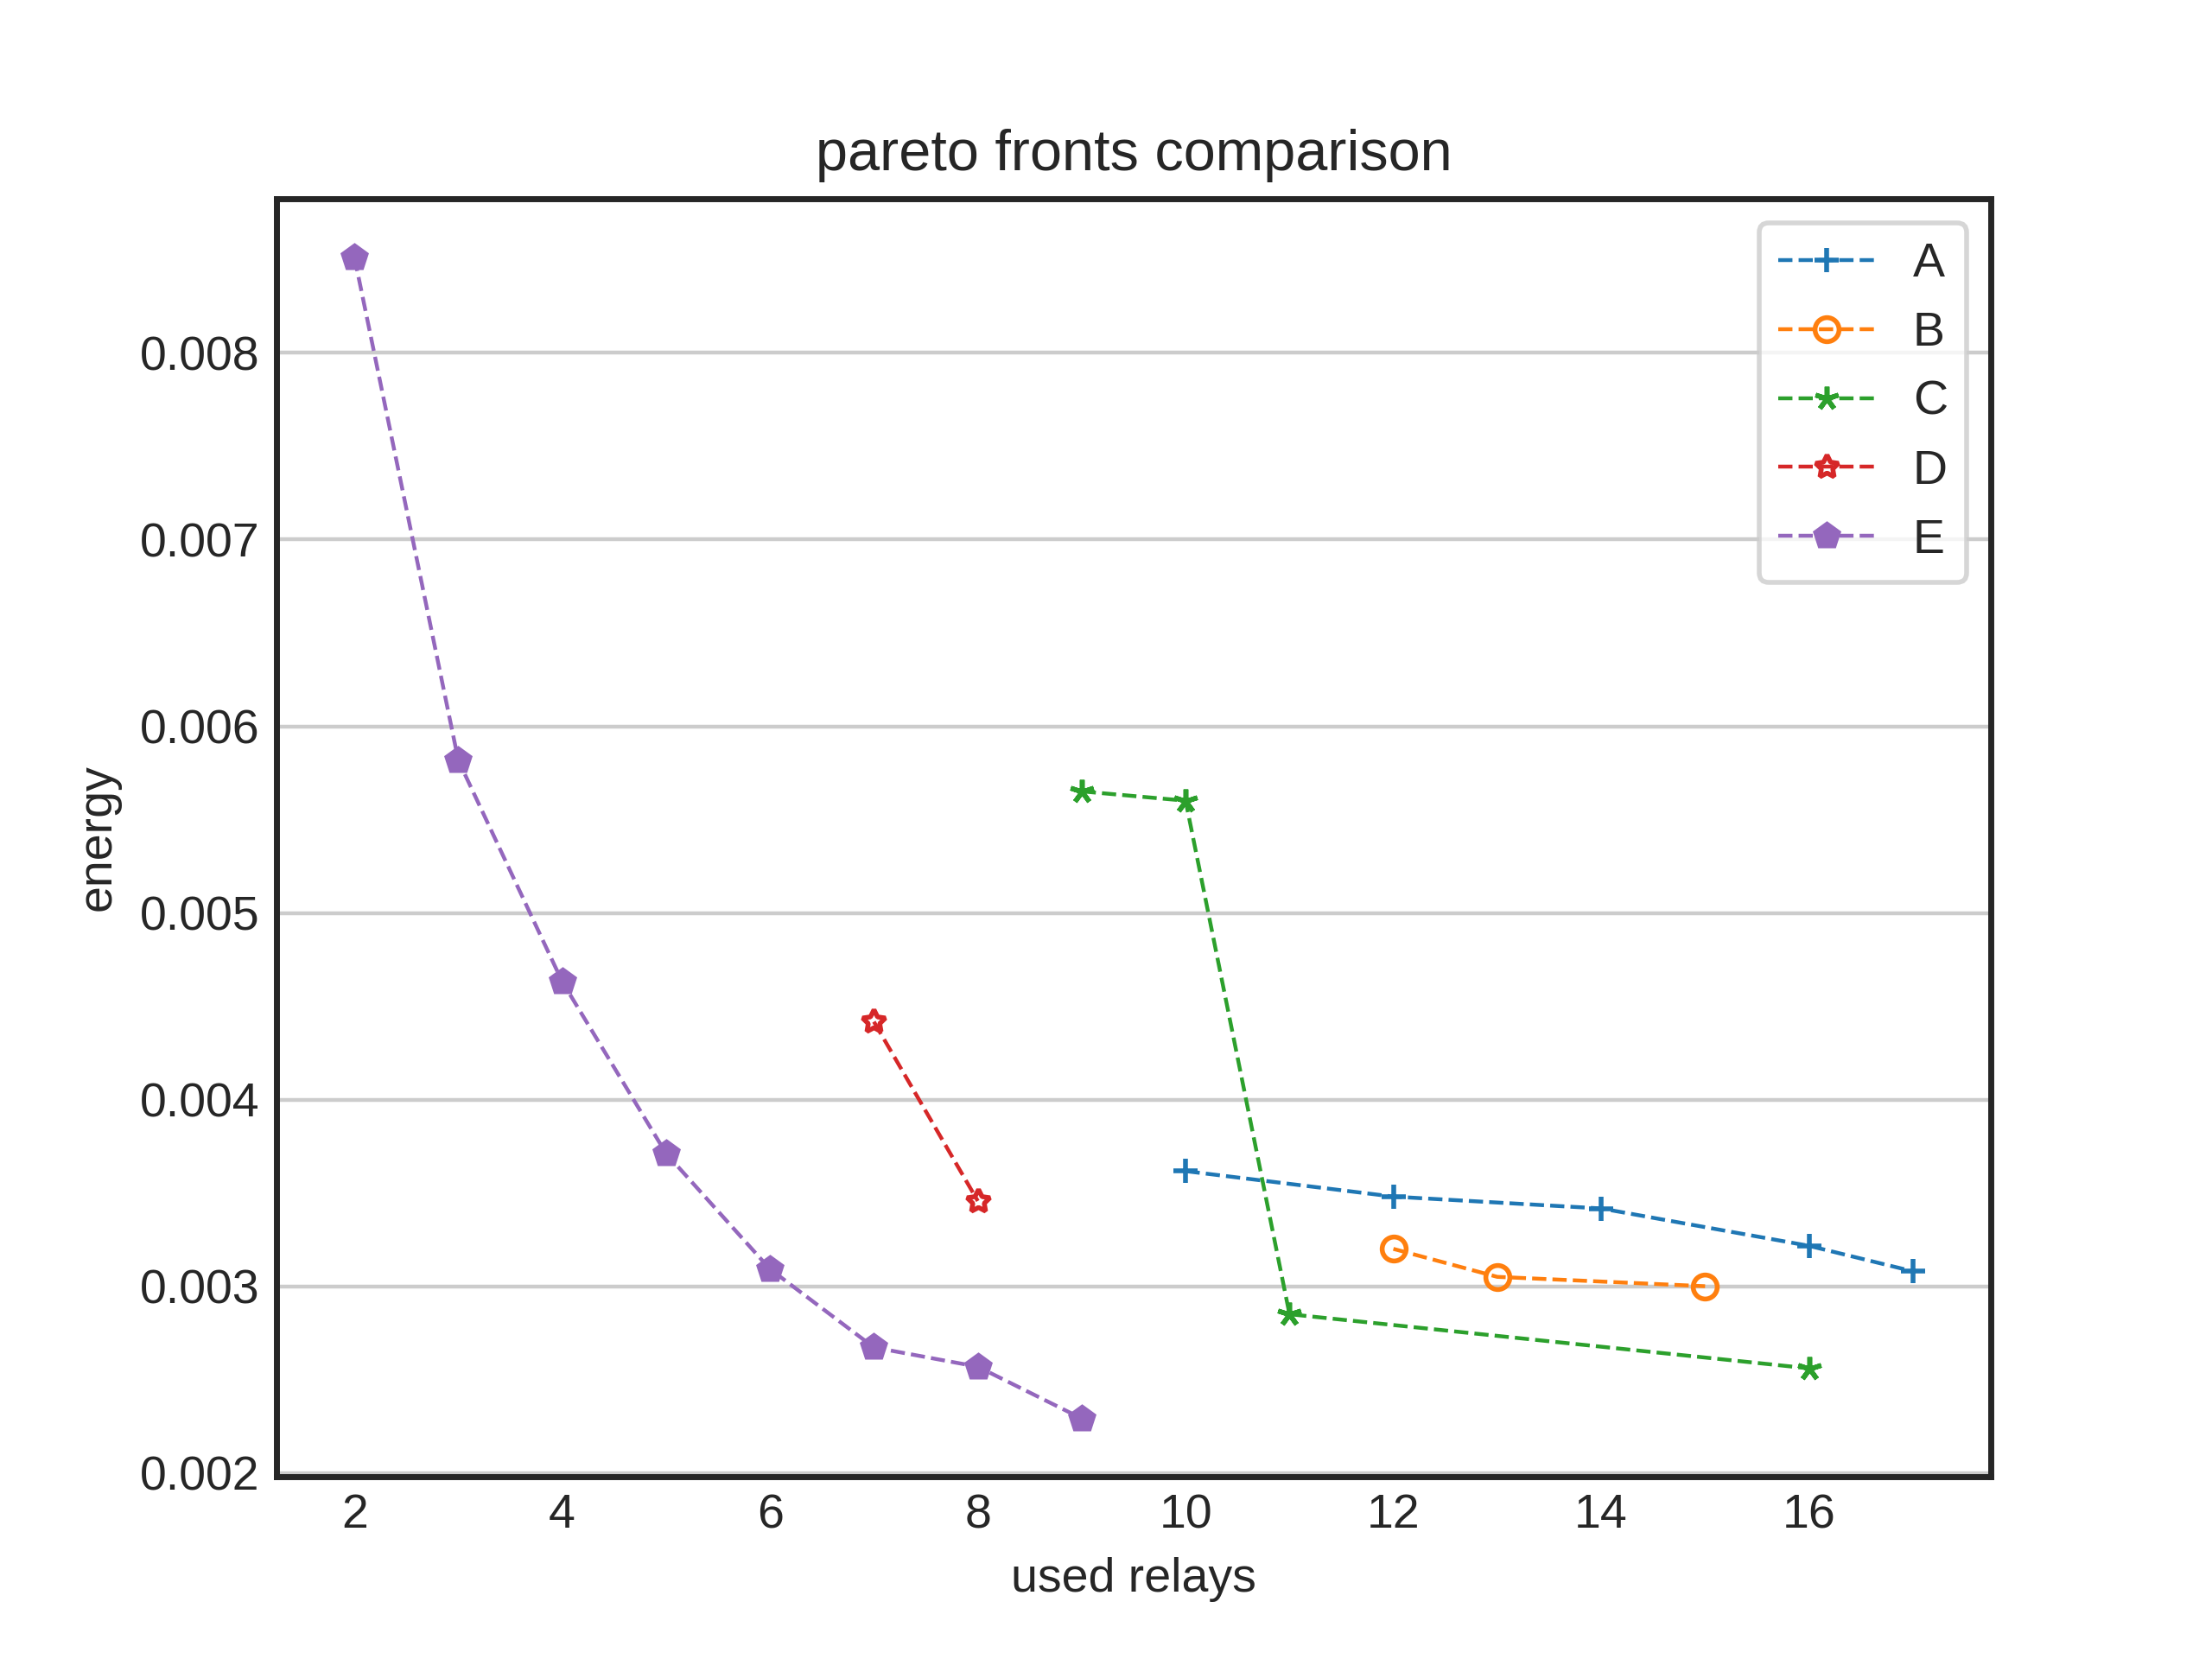 pareto fronts comparison
A
B
C
D
E
0.008
0.007
0.006
0.005
0.004
0.003
0.002
energy
2 4 6 8 10 12 14 16
used relays